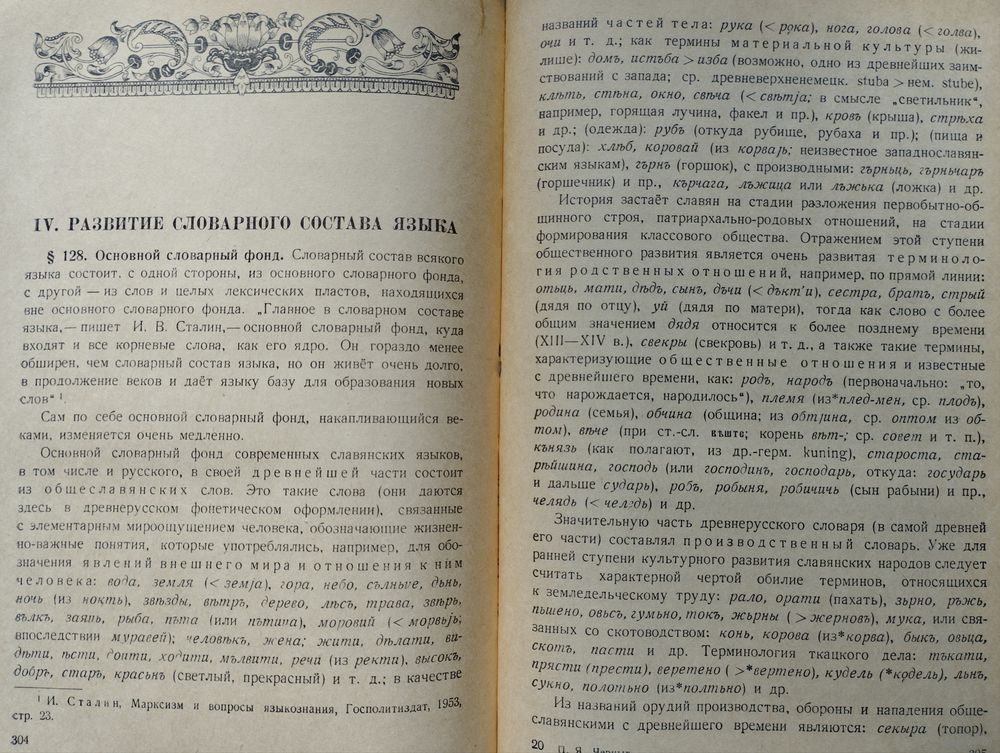 IV. РАЗВИТИЕ СЛОВАРНОГО СОСТАВА ЯЗЫКА
§ 128. Основной словарный фонд. Словарный состав всякого
языка состоит, с одной стороны, из основного словарного фонда,
с другой — из слов и целых лексических пластов, находящихся
вне основного словарного фонда. „Главное в словарном составе
языка,— пишет И. В. Сталин,— основной словарный фонд, куда
входят и все корневые слова, как его ядро. Он гораздо менее
обширен, чем словарный состав языка, но он живёт очень долго,
в продолжение веков и даёт языку базу для образования новых
слов“ ¹.
Сам по себе основной словарный фонд, накапливающийся ве-
ками, изменяется очень медленно.
Основной словарный фонд современных славянских языков,
в том числе и русского, в своей древнейшей части состоит
из общеславянских слов. Это такие слова (они даются
здесь в древнерусском фонетическом оформлении), связанные
с элементарным мироощущением человека, обозначающие жизнен-
но-важные понятия, которые употреблялись, например, для обо-
значения явлений внешнего мира и отношения к ним
человека: вода, земля (<земја), гора, небо, сълньце, дьнь,
ночь (из нокть), звѣзды, вѣтръ, дерево, лѣсъ, трава, звѣрь,
вълкъ, заяць, рыба, пъта (или пътица), моровий (< морвьјь;
впоследствии муравей); человѣкъ, жена; жити, дѣлати, ви-
дѣти, ѣсти, доити, ходити, мълвити, речи (из ректи), высокъ,
добръ, старъ, красьнъ (светлый, прекрасный) и т. д.; в качестве
¹ И. Сталин, Марксизм и вопросы языкознания, Госполитиздат, 1953,
стр. 23.
304
названий частей тела: рука (< рѫка), нога, голова (< голва),
очи и т. д.; как термины материальной культуры (жи-
лище): домъ, истъба > изба (возможно, одно из древнейших заим-
ствований с запада; ср. древневерхненемецк. stuba > нем. stube),
клѣть, стѣна, окно, свѣча (< свѣтја; в смысле „светильник“,
например, горящая лучина, факел и пр.), кровъ (крыша), стрѣха
и др.; (одежда): рубъ (откуда рубище, рубаха и пр.); (пища и
посуда): хлѣб, коровай (из корвајь; неизвестное западнославян-
ским языкам), гърнъ (горшок), с производными: гърньць, гърньчаръ
(горшечник) и пр., кърчага, лъжица или лъжька (ложка) и др.
История застаёт славян на стадии разложения первобытно-об-
щинного строя, патриархально-родовых отношений, на стадии
формирования классового общества. Отражением этой ступени
общественного развития является очень развитая терминоло-
гия родственных отношений, например, по прямой линии:
отьць, мати, дѣдъ, сынъ, дъчи (< дъкт'и), сестра, братъ, стрый
(дядя по отцу), уй (дядя по матери), тогда как слово с более
общим значением дядя относится к более позднему времени
(XIII—XIV в.), свекры (свекровь) и т. д., а также такие термины,
характеризующие общественные отношения и известные
с древнейшего времени, как: родъ, народъ (первоначально: „то,
что нарождается, народилось“), племя (из*плед-мен, ср. плодъ),
родина (семья), обчина (община; из обтјина, ср. оптом из об-
том), вѣче (при ст.-сл. вѣште; корень вѣт-; ср. совет и т. п.),
кънязь (как полагают, из др.-герм. kuning), староста, ста-
рѣйшина, господь (или господинъ, господарь, откуда: государь
и дальше сударь), робъ, робыня, робичичь (сын рабыни) и пр.,
челядь (< челѧдь) и др.
Значительную часть древнерусского словаря (в самой древней
его части) составлял производственный словарь. Уже для
ранней ступени культурного развития славянских народов следует
считать характерной чертой обилие терминов, относящихся
к земледельческому труду: рало, орати (пахать), зьрно, ръжь,
пьшено, овьсъ, гумьно, токъ, жьрны ( > жерновъ), мука, или свя-
занных со скотоводством: конь, корова (из*корва), быкъ, овьца,
скотъ, пасти и др. Терминология ткацкого дела: тъкати,
прясти (прести), веретено ( >*вертено), кудель (*кѫдель), льнъ,
сукно, полотьно (из*полтьно) и др.
Из названий орудий производства, обороны и нападения обще-
славянскими с древнейшего времени являются: секыра (топор),
20 П. Я. Черных